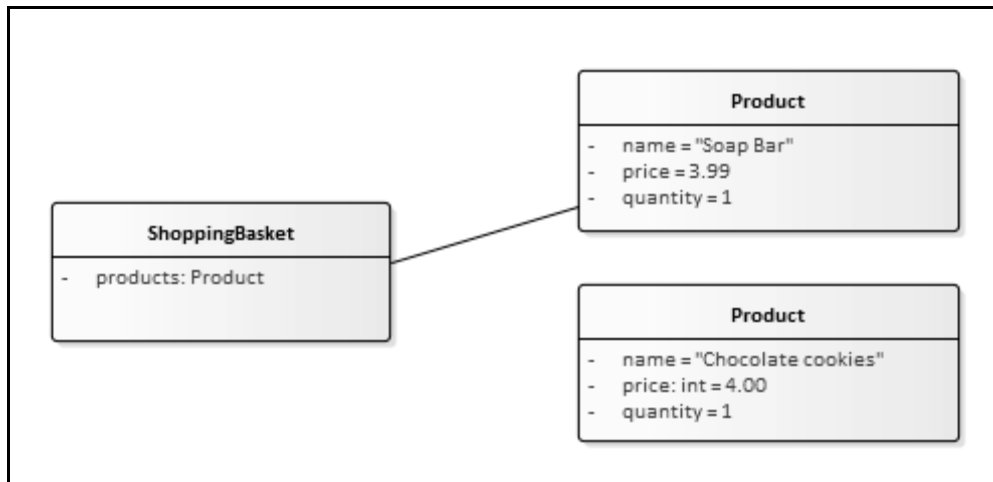 ShoppingBasket
- products: Product
Product
- name = "Soap Bar"
- price = 3.99
- quantity = 1
Product
- name = "Chocolate cookies"
- price: int = 4.00
- quantity = 1